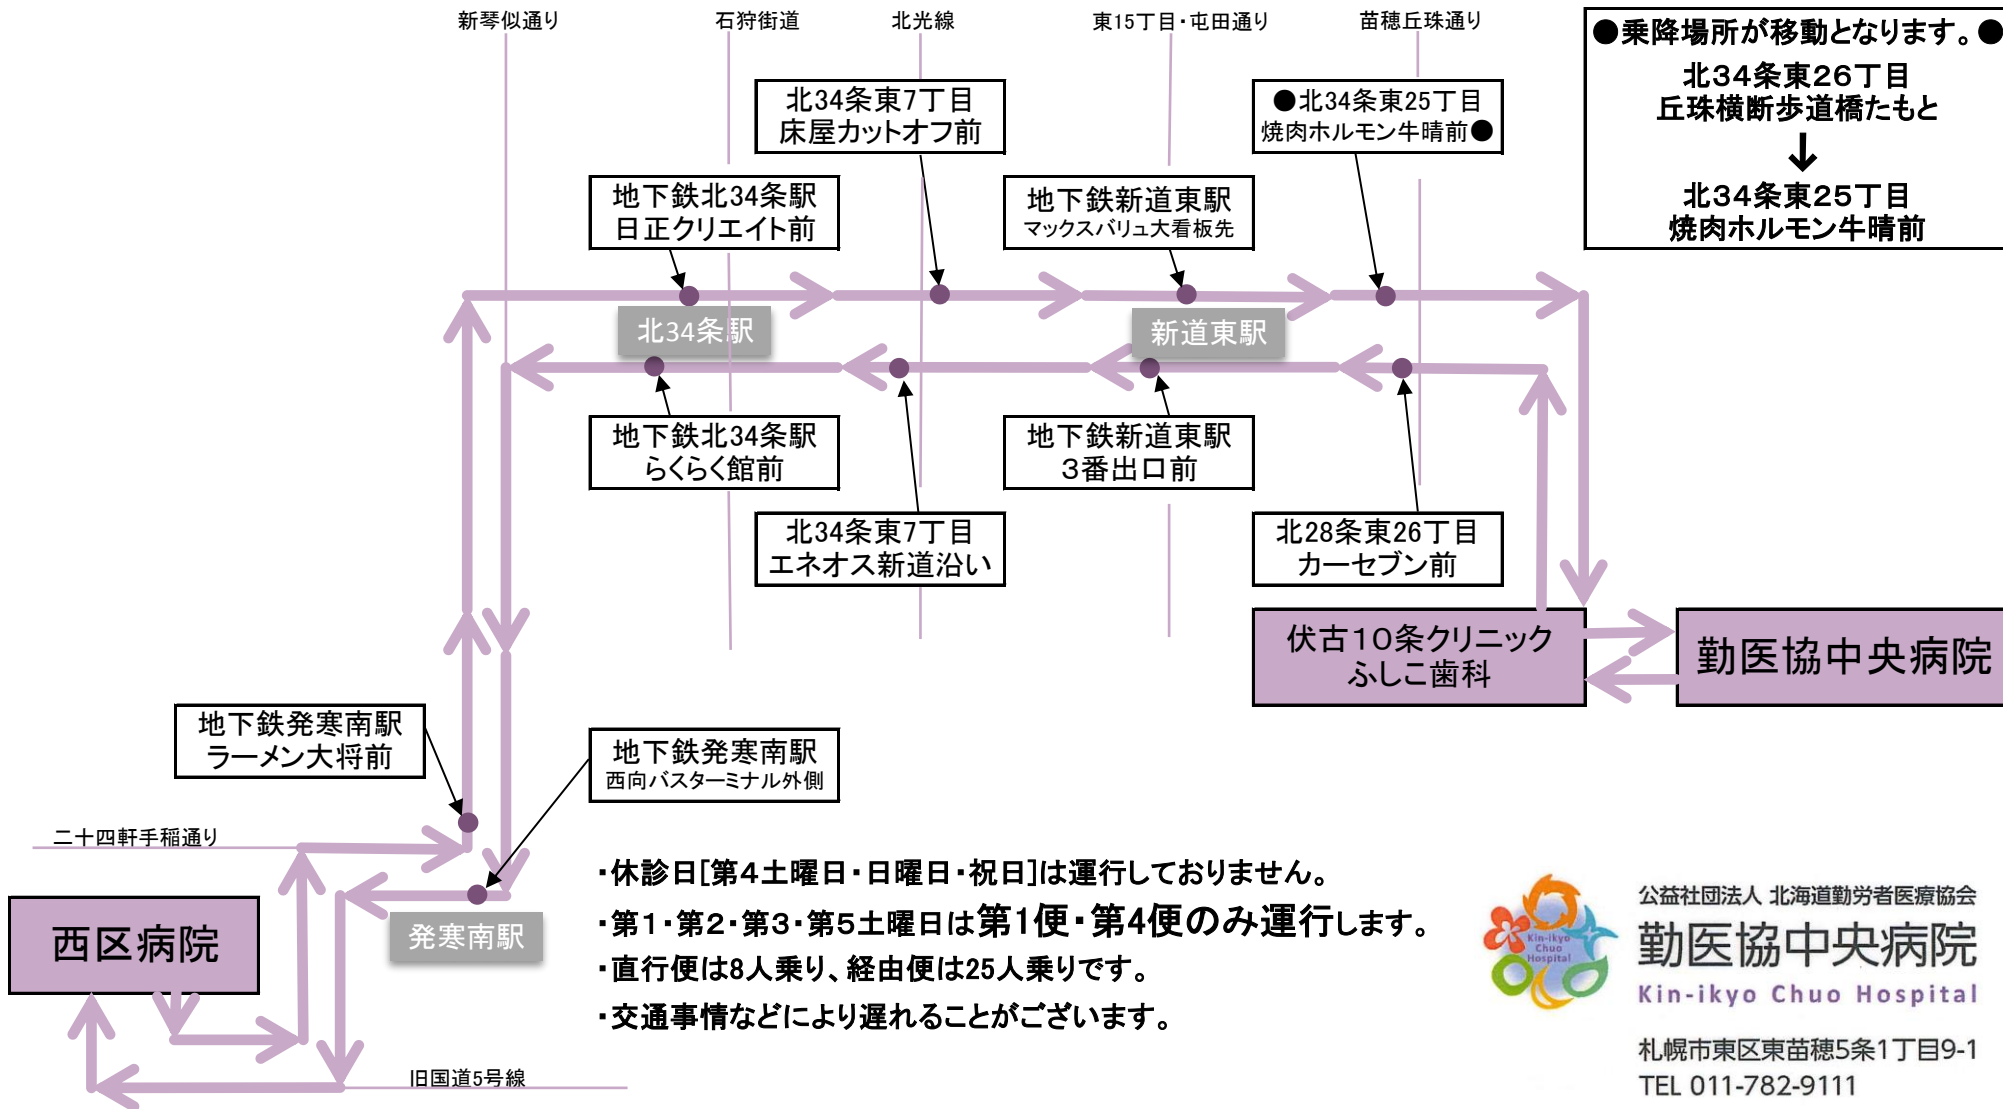 新琴似通り
石狩街道
北光線
東15丁目・屯田通り
苗穂丘珠通り
●乗降場所が移動となります。●
北34条東26丁目
丘珠横断歩道橋たもと
↓
北34条東25丁目
焼肉ホルモン牛晴前
北34条東7丁目
床屋カットオフ前
●北34条東25丁目
焼肉ホルモン牛晴前●
地下鉄北34条駅
日正クリエイト前
地下鉄新道東駅
マックスバリュ大看板先
北34条駅
新道東駅
地下鉄北34条駅
らくらく館前
地下鉄新道東駅
3番出口前
北34条東7丁目
エネオス新道沿い
北28条東26丁目
カーセブン前
伏古10条クリニック
ふしこ歯科
勤医協中央病院
地下鉄発寒南駅
ラーメン大将前
地下鉄発寒南駅
西向バスターミナル外側
二十四軒手稲通り
西区病院
発寒南駅
旧国道5号線
・休診日[第4土曜日・日曜日・祝日]は運行しておりません。
・第1・第2・第3・第5土曜日は第1便・第4便のみ運行します。
・直行便は8人乗り、経由便は25人乗りです。
・交通事情などにより遅れることがございます。
Kin-ikyo
Chuo
Hospital
公益社団法人 北海道勤労者医療協会
勤医協中央病院
Kin-ikyo Chuo Hospital
札幌市東区東苗穂5条1丁目9-1
TEL 011-782-9111